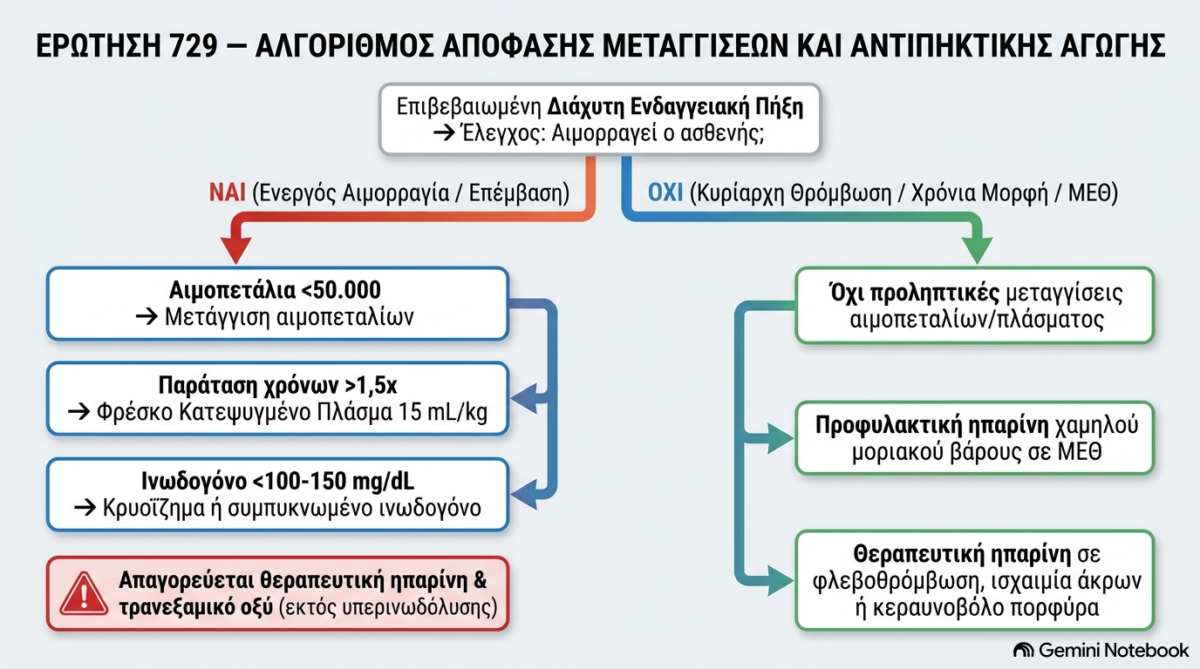 ΕΡΩΤΗΣΗ 729 — ΑΛΓΟΡΙΘΜΟΣ ΑΠΟΦΑΣΗΣ ΜΕΤΑΓΓΙΣΕΩΝ ΚΑΙ ΑΝΤΙΠΗΚΤΙΚΗΣ ΑΓΩΓΗΣ
Επιβεβαιωμένη Διάχυτη Ενδαγγειακή Πήξη
→ Έλεγχος: Αιμορραγεί ο ασθενής;
ΝΑΙ (Ενεργός Αιμορραγία / Επέμβαση)
Αιμοπετάλια <50.000
→ Μετάγγιση αιμοπεταλίων
Παράταση χρόνων >1,5x
→ Φρέσκο Κατεψυγμένο Πλάσμα 15 mL/kg
Ινωδογόνο <100-150 mg/dL
→ Κρυοΐζημα ή συμπυκνωμένο ινωδογόνο
Απαγορεύεται θεραπευτική ηπαρίνη &
τρανεξαμικό οξύ (εκτός υπερινωδόλυσης)
ΟΧΙ (Κυρίαρχη Θρόμβωση / Χρόνια Μορφή / ΜΕΘ)
Όχι προληπτικές μεταγγίσεις
αιμοπεταλίων/πλάσματος
Προφυλακτική ηπαρίνη χαμηλού
μοριακού βάρους σε ΜΕΘ
Θεραπευτική ηπαρίνη σε
φλεβοθρόμβωση, ισχαιμία άκρων
ή κεραυνοβόλο πορφύρα
Gemini Notebook